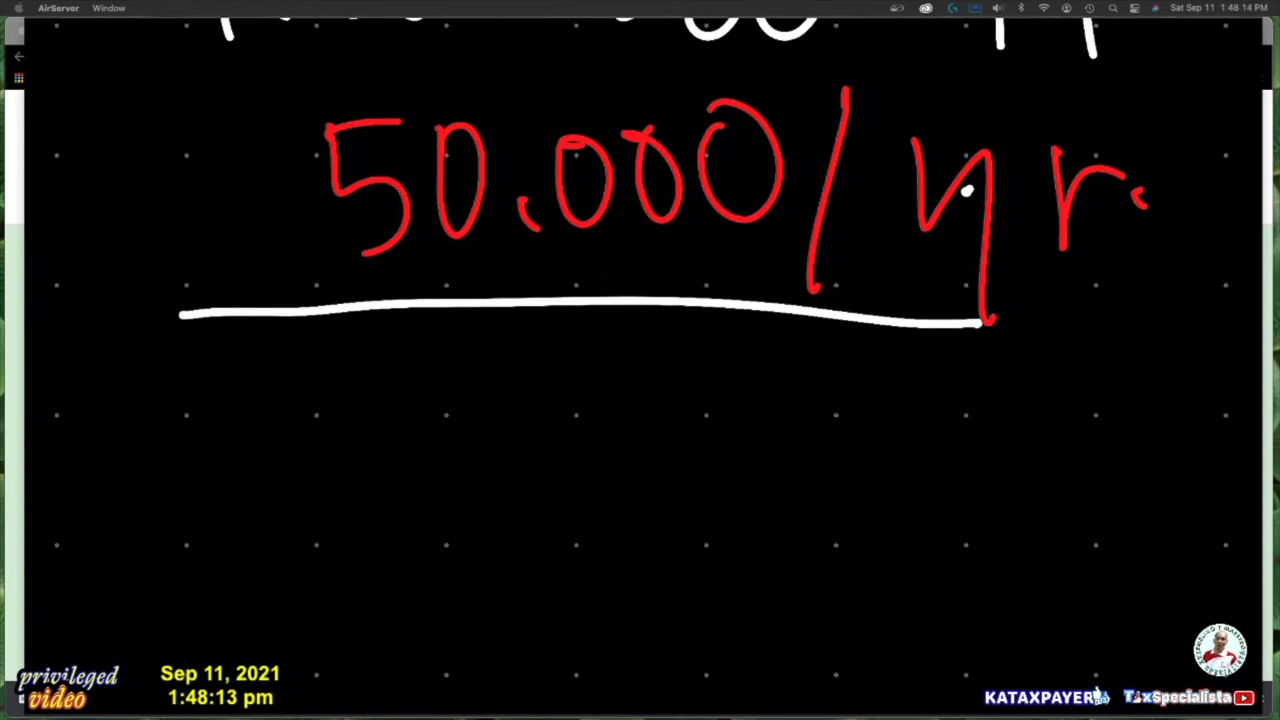 AirServer Window Sat Sep 11 1:48:14 PM
50.000/yr.
privileged video
Sep 11, 2021
1:48:13 pm
KATAXPAYER TaxSpecialista